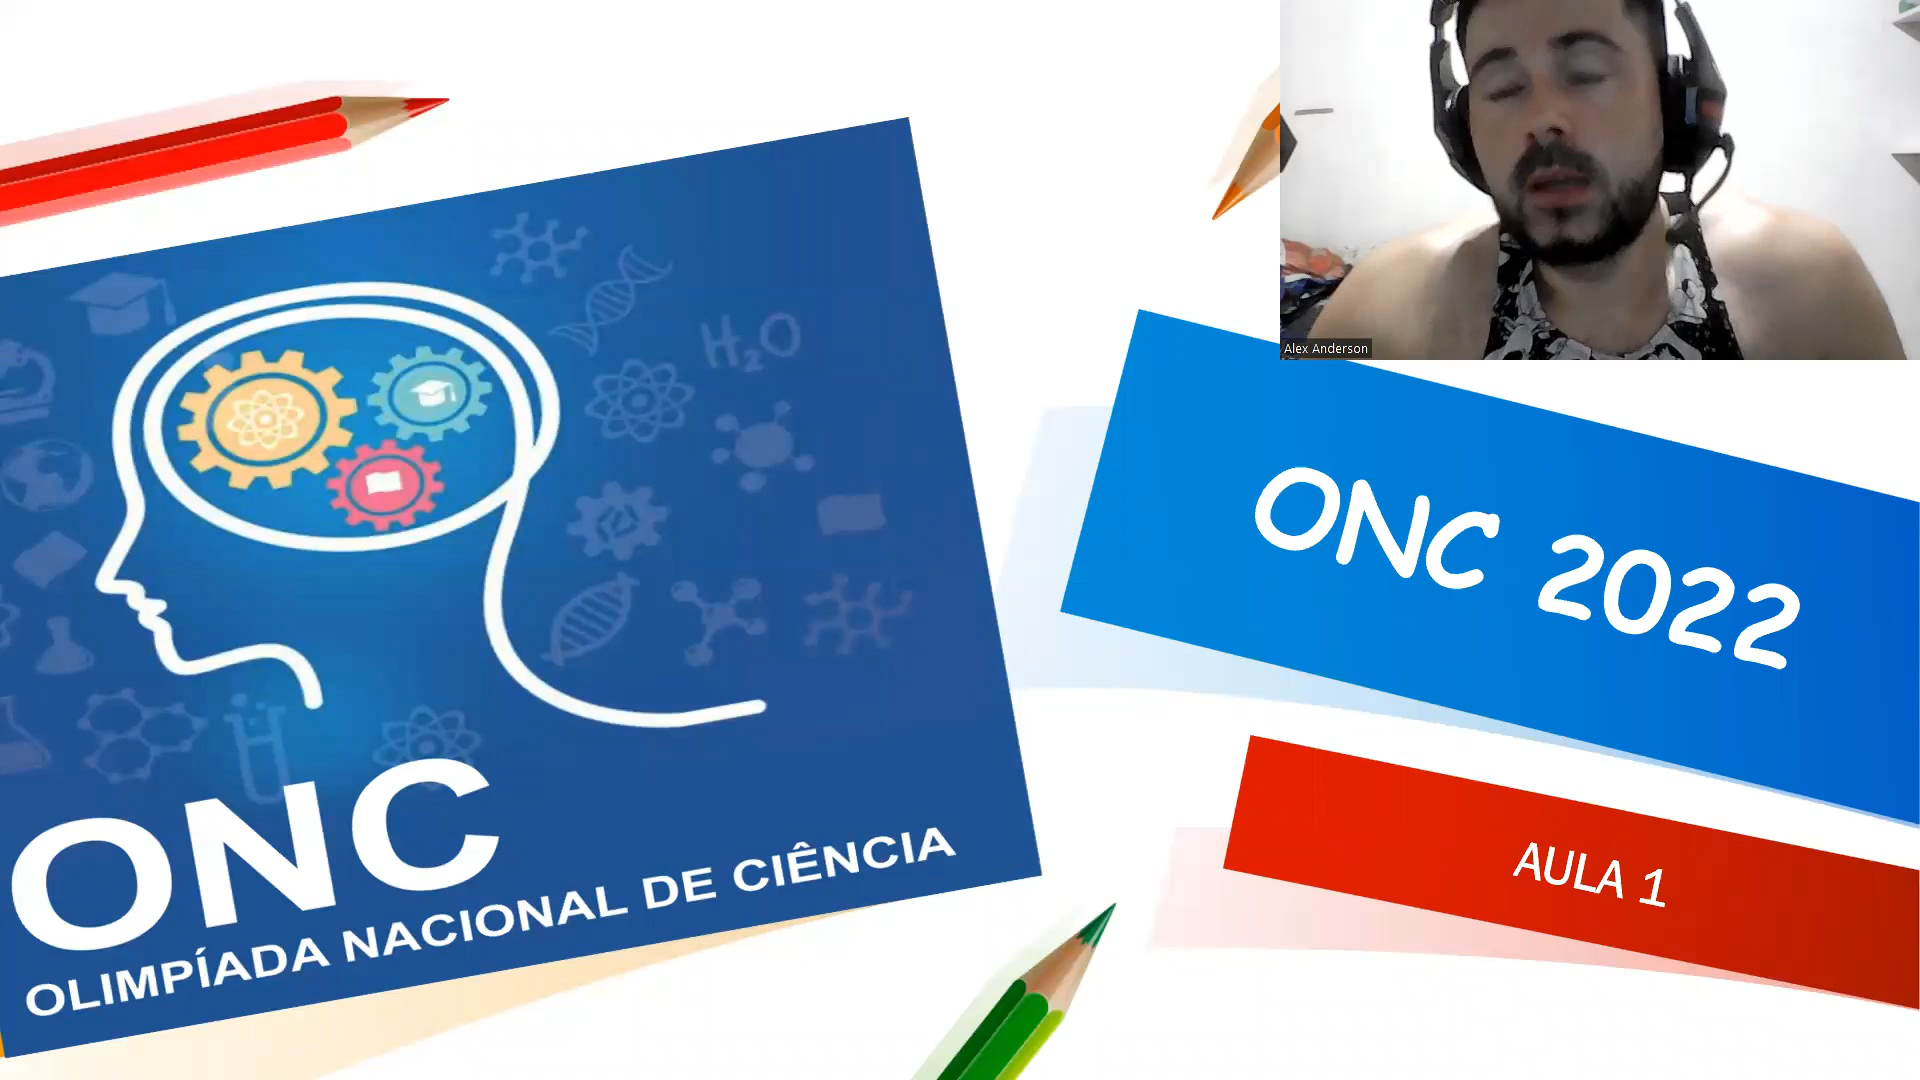 H₂O
ONC
OLIMPÍADA NACIONAL DE CIÊNCIA
Alex Anderson
ONC 2022
AULA 1